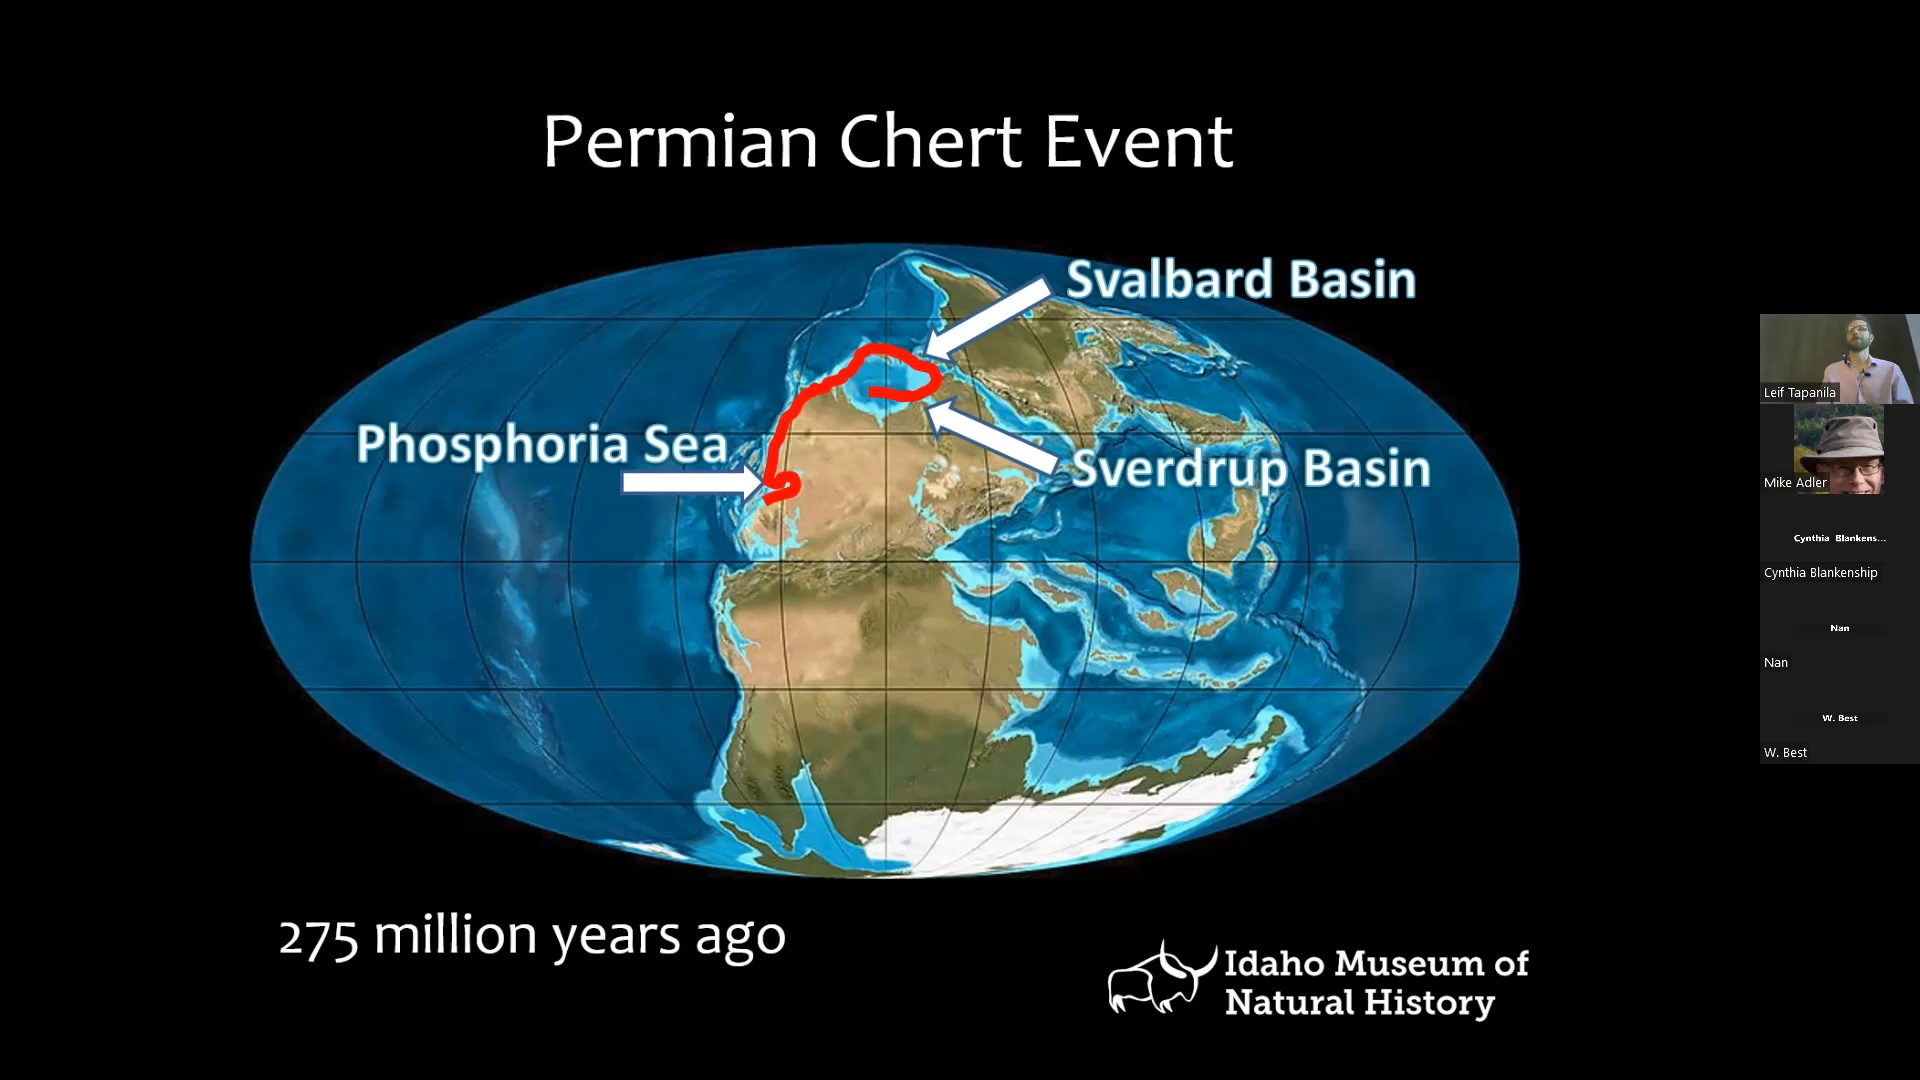 Permian Chert Event
Svalbard Basin
Phosphoria Sea
Sverdrup Basin
275 million years ago
Idaho Museum of
Natural History
Leif Tapanila
Mike Adler
Cynthia Blankens...
Cynthia Blankenship
Nan
Nan
W. Best
W. Best